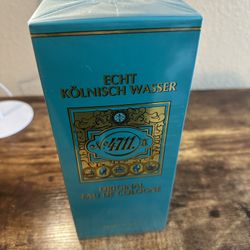 ECHT
KÖLNISCH WASSER
No 4711.
ORIGINAL
EAU DE COLOGNE